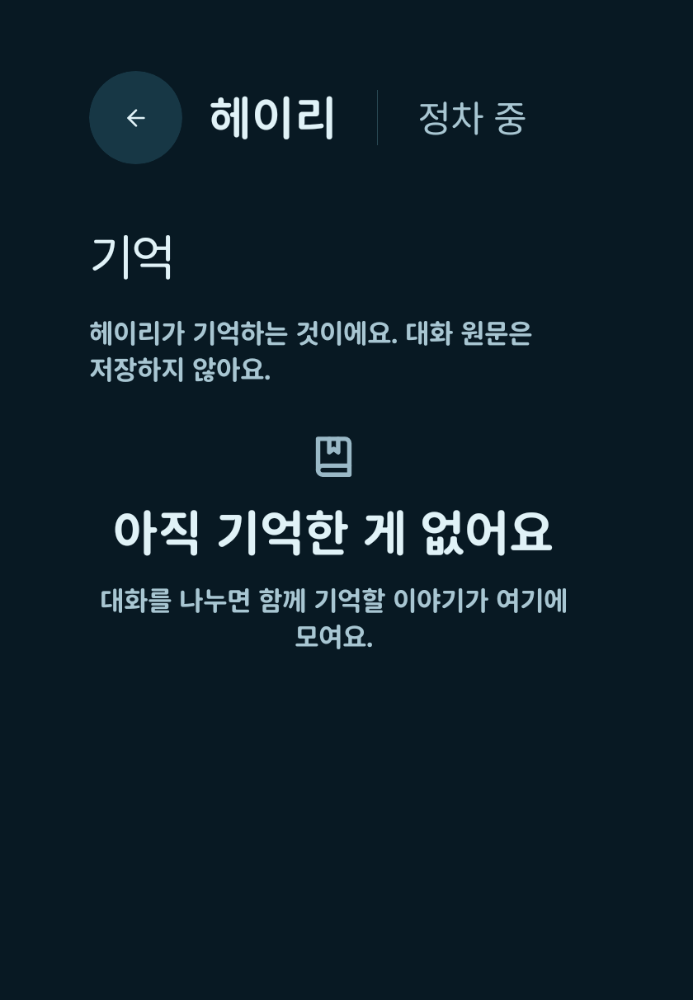 헤이리
정차 중
기억
헤이리가 기억하는 것이에요. 대화 원문은
저장하지 않아요.
아직 기억한 게 없어요
대화를 나누면 함께 기억할 이야기가 여기에
모여요.